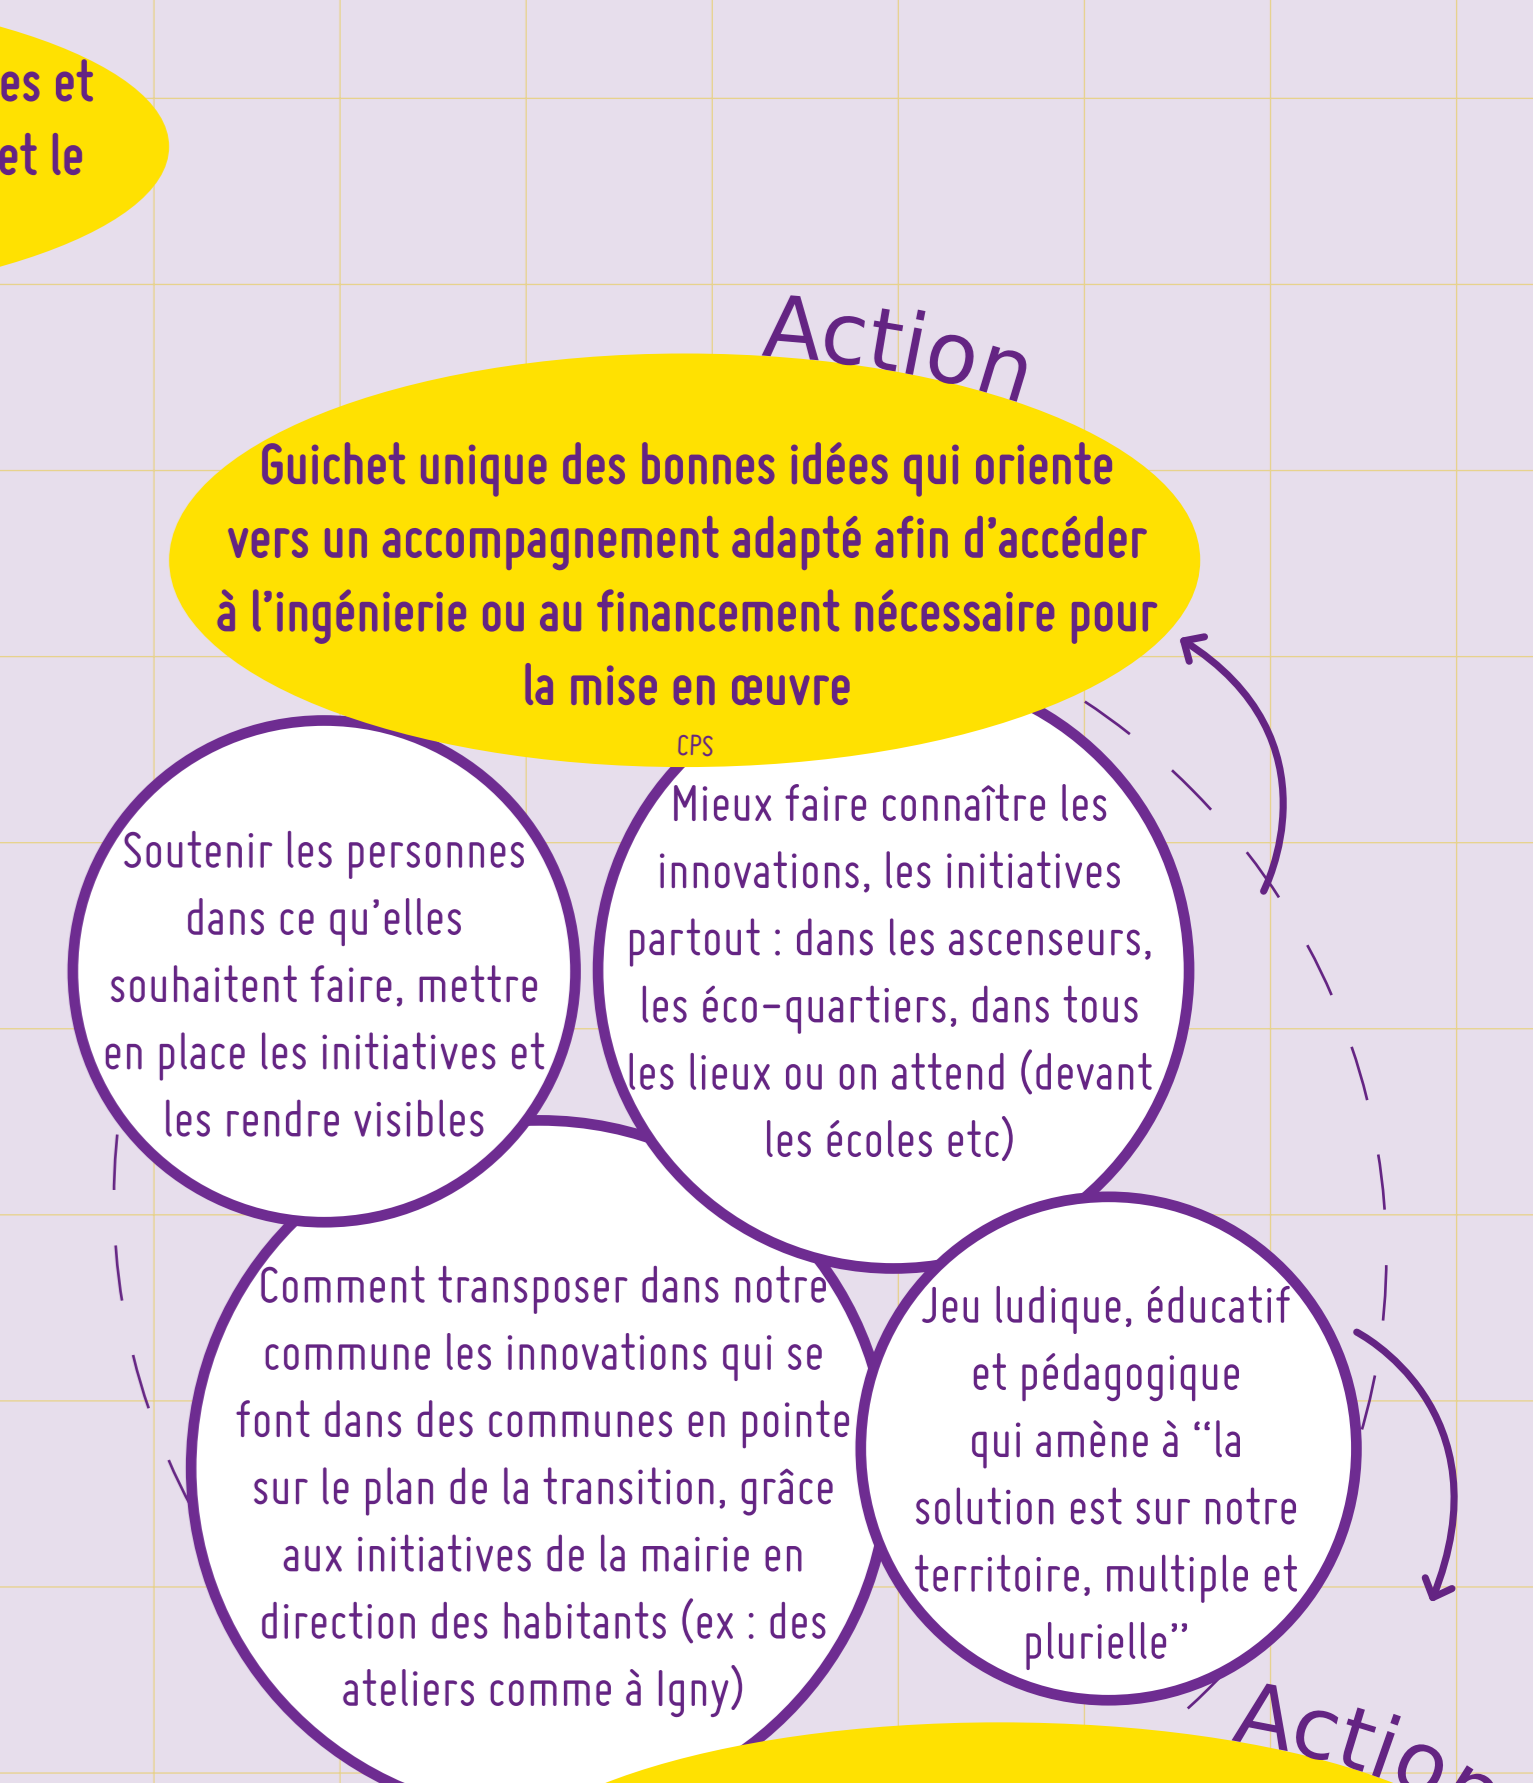 es et
et le
Action
Guichet unique des bonnes idées qui oriente
vers un accompagnement adapté afin d’accéder
à l’ingénierie ou au financement nécessaire pour
la mise en œuvre
CPS
Soutenir les personnes
dans ce qu’elles
souhaitent faire, mettre
en place les initiatives et
les rendre visibles
Mieux faire connaître les
innovations, les initiatives
partout : dans les ascenseurs,
les éco-quartiers, dans tous
les lieux ou on attend (devant
les écoles etc)
Comment transposer dans notre
commune les innovations qui se
font dans des communes en pointe
sur le plan de la transition, grâce
aux initiatives de la mairie en
direction des habitants (ex : des
ateliers comme à Igny)
Jeu ludique, éducatif
et pédagogique
qui amène à “la
solution est sur notre
territoire, multiple et
plurielle”
Action